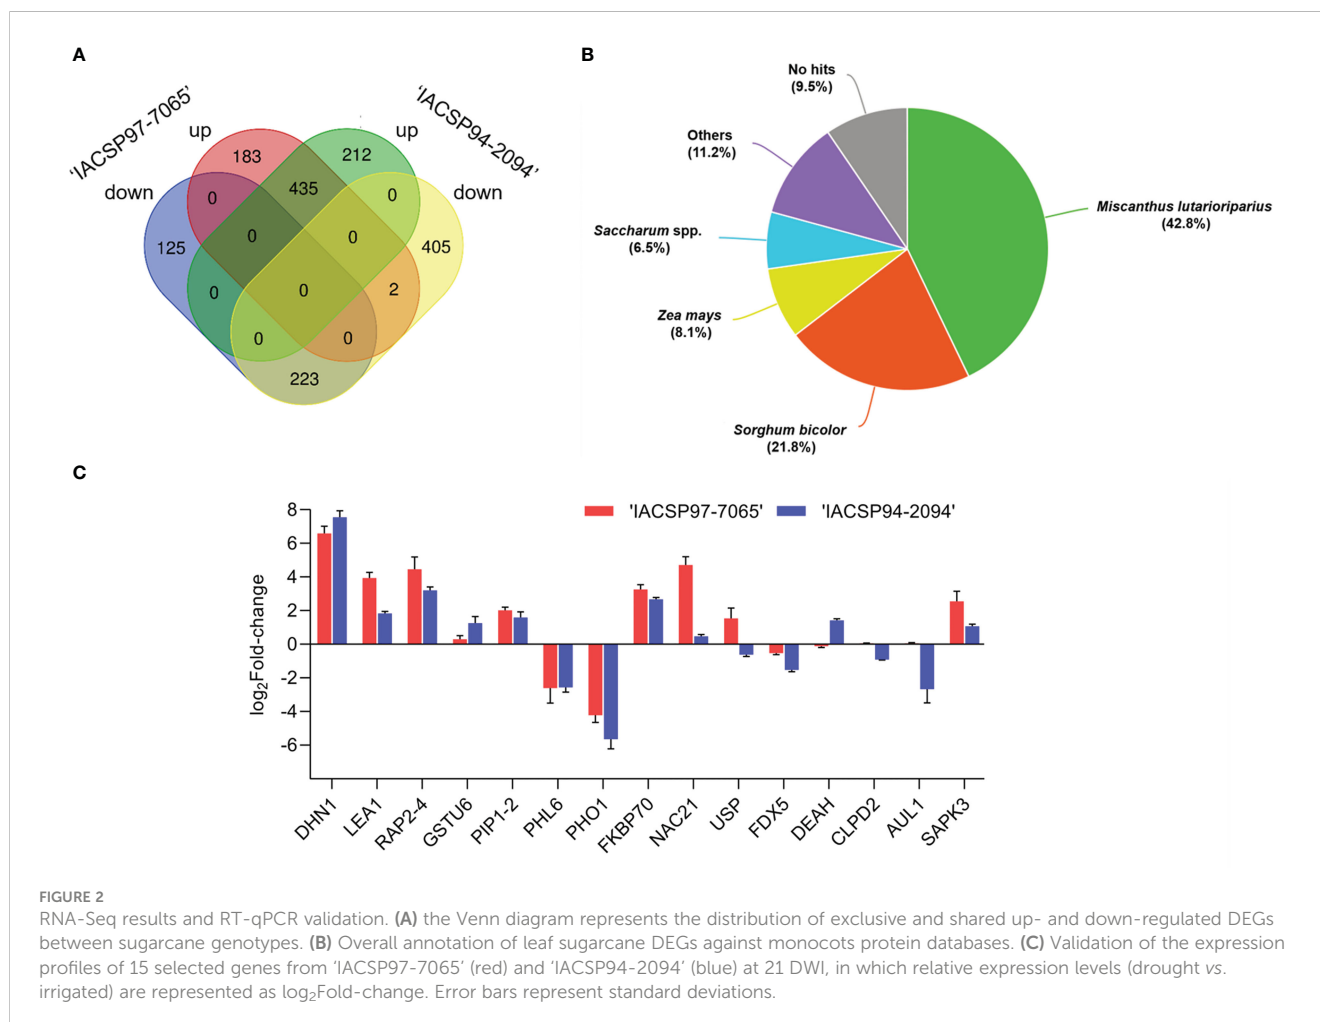 A
'IACSP97-7065'
'IACSP94-2094'
up
up
down
down
183
212
0
435
0
125
0
0
405
0
0
2
0
0
223
B
No hits
(9.5%)
Others
(11.2%)
Saccharum spp.
(6.5%)
Zea mays
(8.1%)
Sorghum bicolor
(21.8%)
Miscanthus lutarioriparius
(42.8%)
C
'IACSP97-7065' 'IACSP94-2094'
log₂Fold-change
8
6
4
2
0
-2
-4
-6
DHN1
LEA1
RAP2-4
GSTU6
PIP1-2
PHL6
PHO1
FKBP70
NAC21
USP
FDX5
DEAH
CLPD2
AUL1
SAPK3
FIGURE 2
RNA-Seq results and RT-qPCR validation. (A) the Venn diagram represents the distribution of exclusive and shared up- and down-regulated DEGs
between sugarcane genotypes. (B) Overall annotation of leaf sugarcane DEGs against monocots protein databases. (C) Validation of the expression
profiles of 15 selected genes from 'IACSP97-7065' (red) and 'IACSP94-2094' (blue) at 21 DWI, in which relative expression levels (drought vs.
irrigated) are represented as log₂Fold-change. Error bars represent standard deviations.